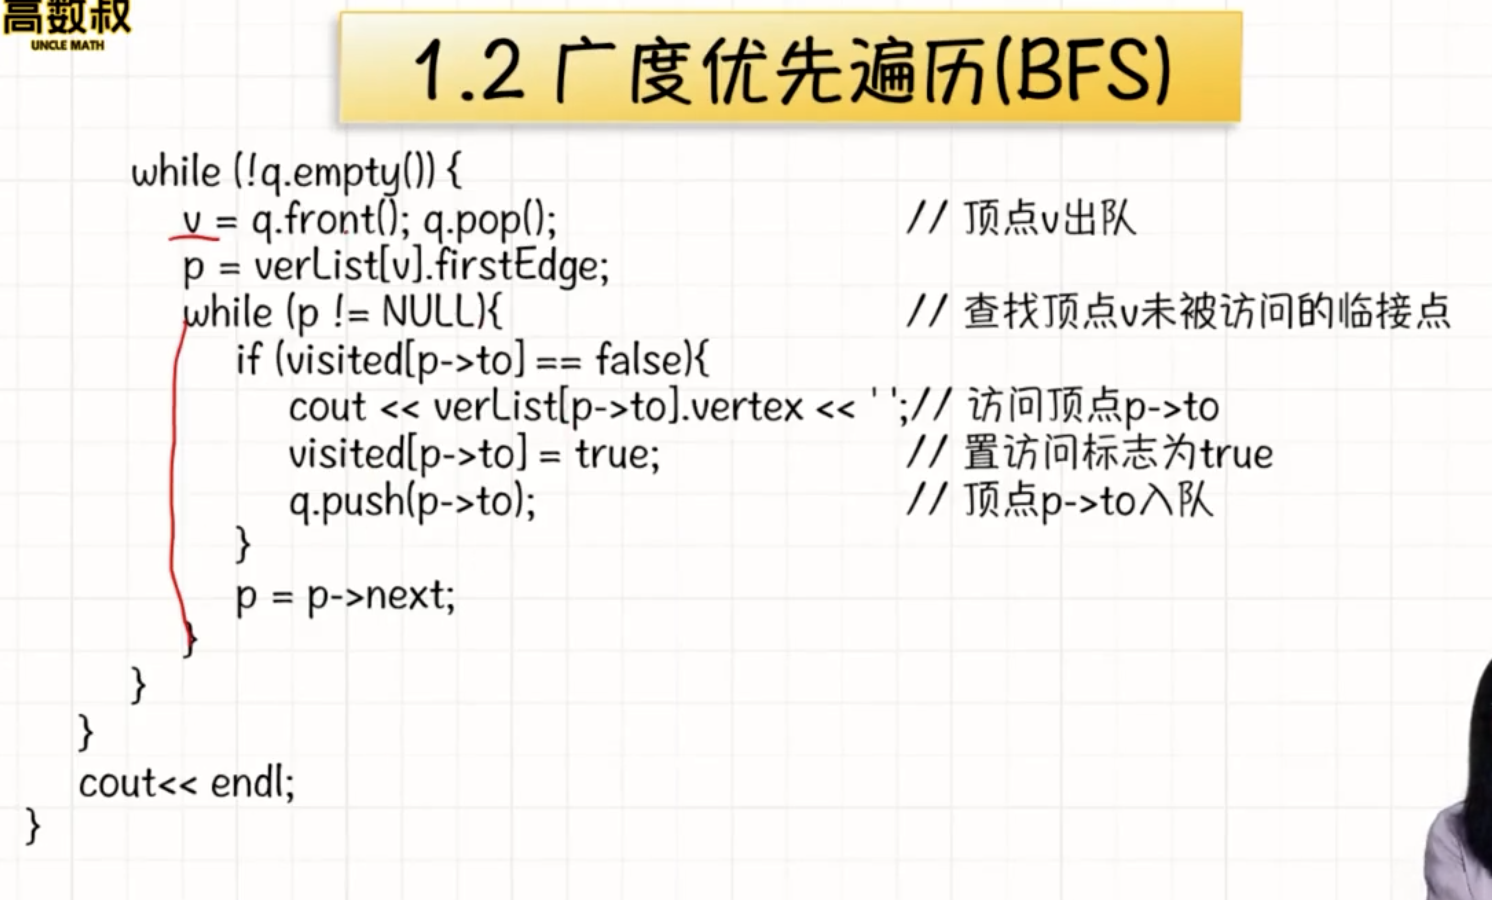 高数叔
UNCLE MATH
1.2 广度优先遍历(BFS)
while (!q.empty()) {
v = q.front(); q.pop(); // 顶点v出队
p = verList[v].firstEdge;
while (p != NULL){ // 查找顶点v未被访问的临接点
if (visited[p->to] == false){
cout << verList[p->to].vertex << ' ';// 访问顶点p->to
visited[p->to] = true; // 置访问标志为true
q.push(p->to); // 顶点p->to入队
}
p = p->next;
}
}
}
cout<< endl;
}